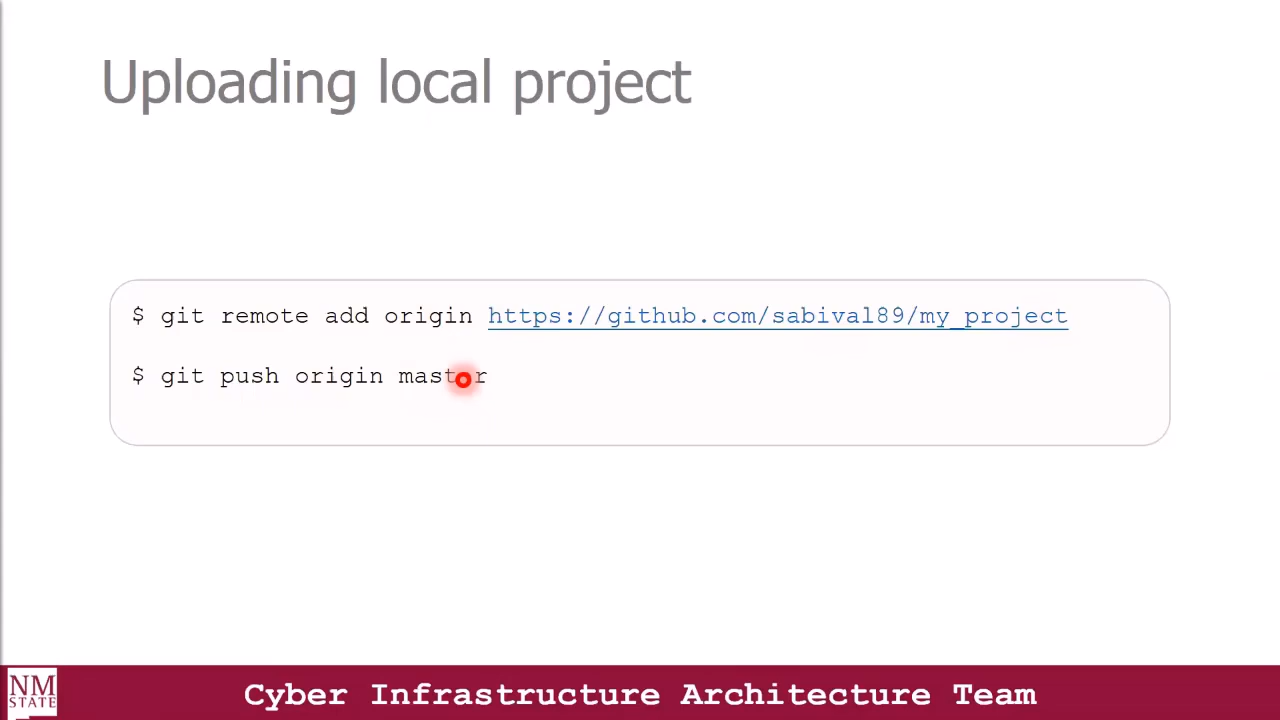 Uploading local project
$ git remote add origin https://github.com/sabival89/my_project
$ git push origin master
NM
STATE
Cyber Infrastructure Architecture Team